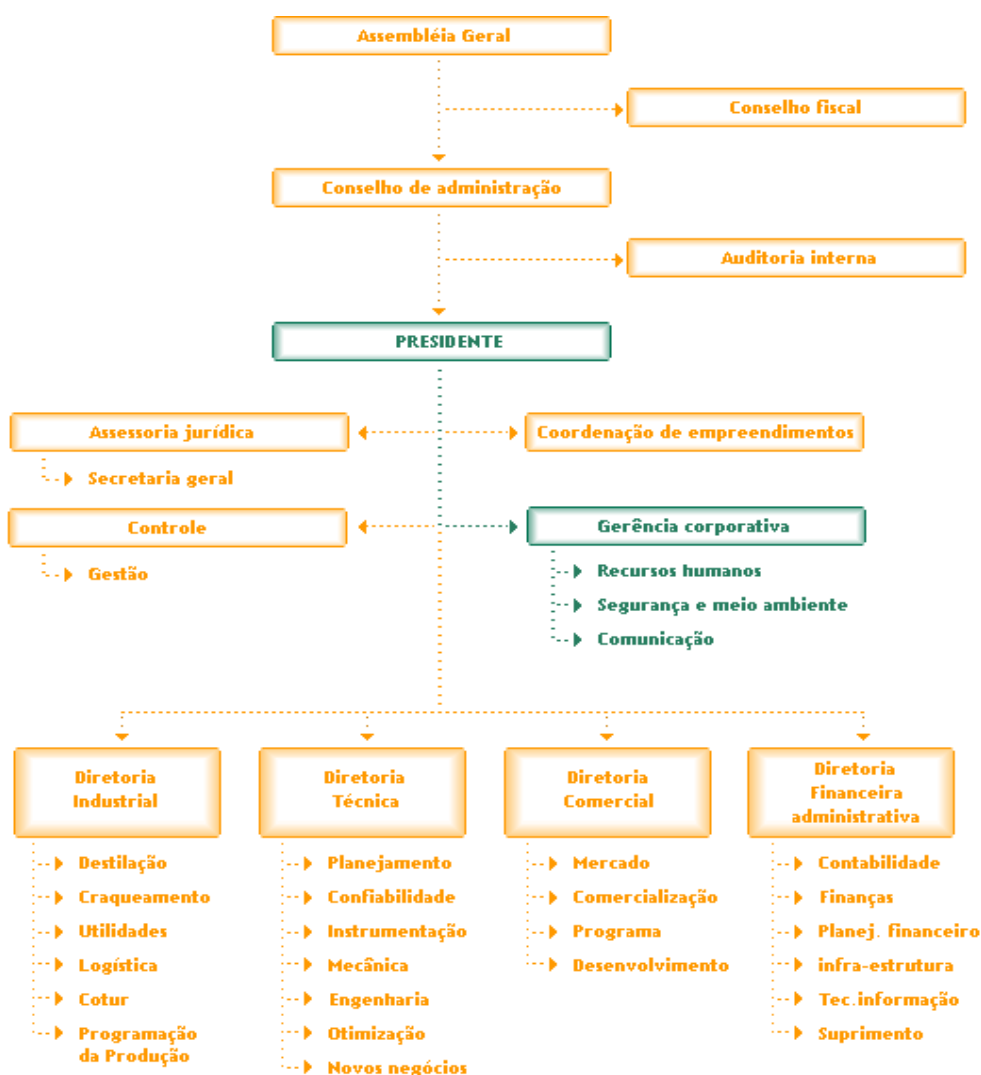 Assembléia Geral
Conselho fiscal
Conselho de administração
Auditoria interna
PRESIDENTE
Assessoria jurídica
Coordenação de empreendimentos
Secretaria geral
Controle
Gerência corporativa
Gestão
Recursos humanos
Segurança e meio ambiente
Comunicação
Diretoria
Industrial
Destilação
Craqueamento
Utilidades
Logística
Cotur
Programação
da Produção
Diretoria
Técnica
Planejamento
Confiabilidade
Instrumentação
Mecânica
Engenharia
Otimização
Novos negócios
Diretoria
Comercial
Mercado
Comercialização
Programa
Desenvolvimento
Diretoria
Financeira
administrativa
Contabilidade
Finanças
Planej. financeiro
infra-estrutura
Tec.informação
Suprimento